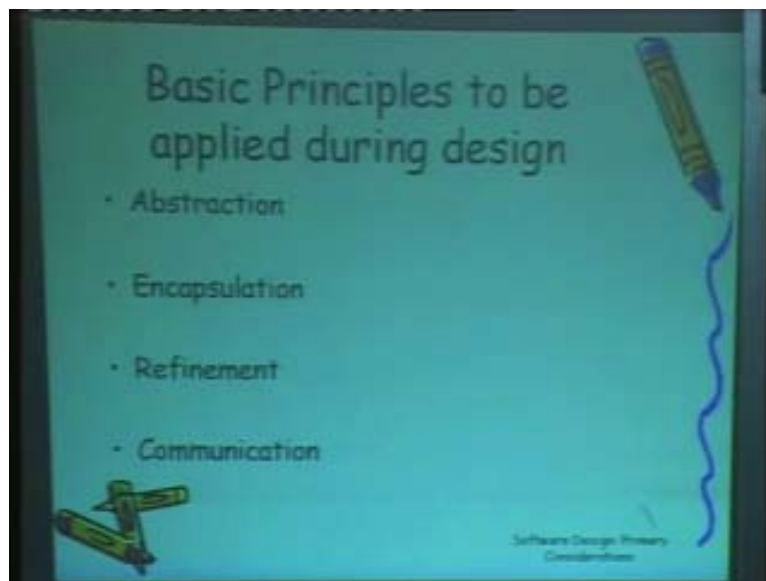 Basic Principles to be
applied during design
• Abstraction
• Encapsulation
• Refinement
• Communication
Software Design Primary
Considerations